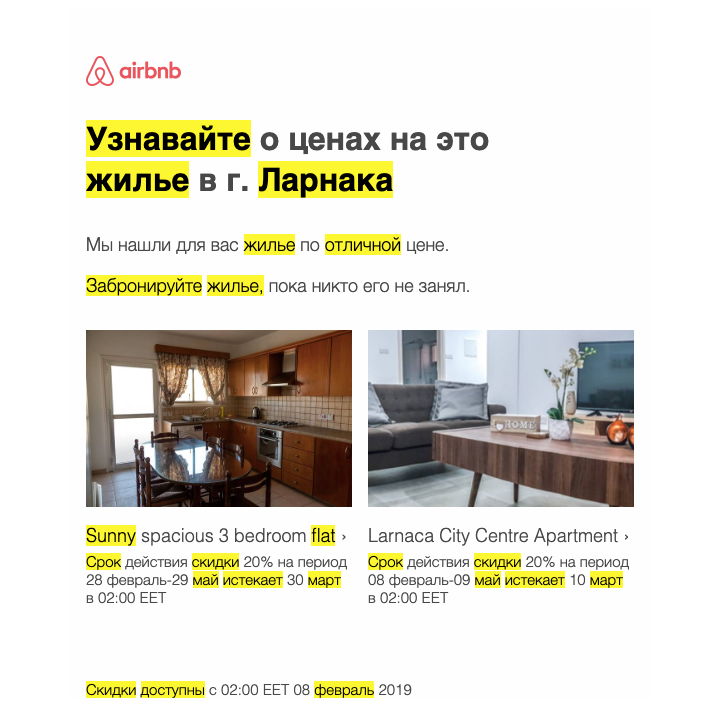 airbnb
Узнавайте о ценах на это
жилье в г. Ларнака
Мы нашли для вас жилье по отличной цене.
Забронируйте жилье, пока никто его не занял.
HOME
Sunny spacious 3 bedroom flat ›
Срок действия скидки 20% на период
28 февраль-29 май истекает 30 март
в 02:00 EET
Larnaca City Centre Apartment ›
Срок действия скидки 20% на период
08 февраль-09 май истекает 10 март
в 02:00 EET
Скидки доступны с 02:00 EET 08 февраль 2019